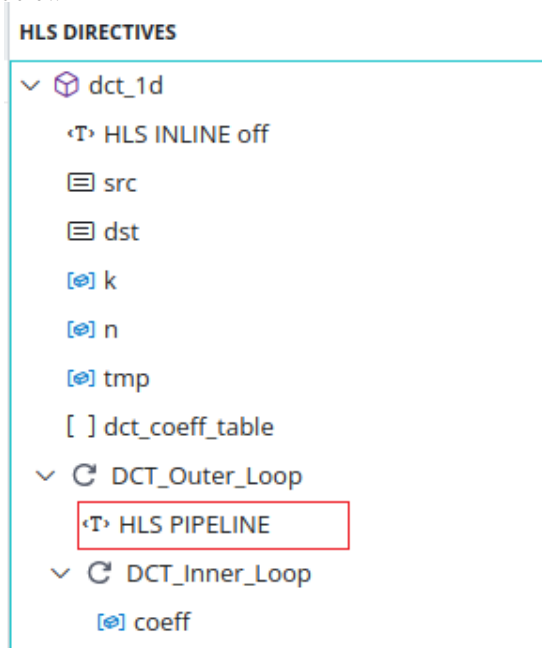 HLS DIRECTIVES
dct_1d
‹T› HLS INLINE off
src
dst
k
n
tmp
[ ] dct_coeff_table
DCT_Outer_Loop
‹T› HLS PIPELINE
DCT_Inner_Loop
coeff